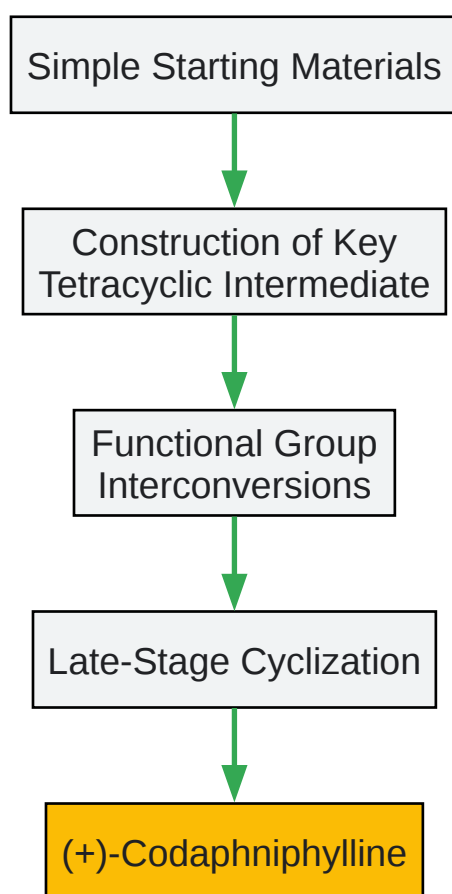 Simple Starting Materials
Construction of Key
Tetracyclic Intermediate
Functional Group
Interconversions
Late-Stage Cyclization
(+)-Codaphniphylline